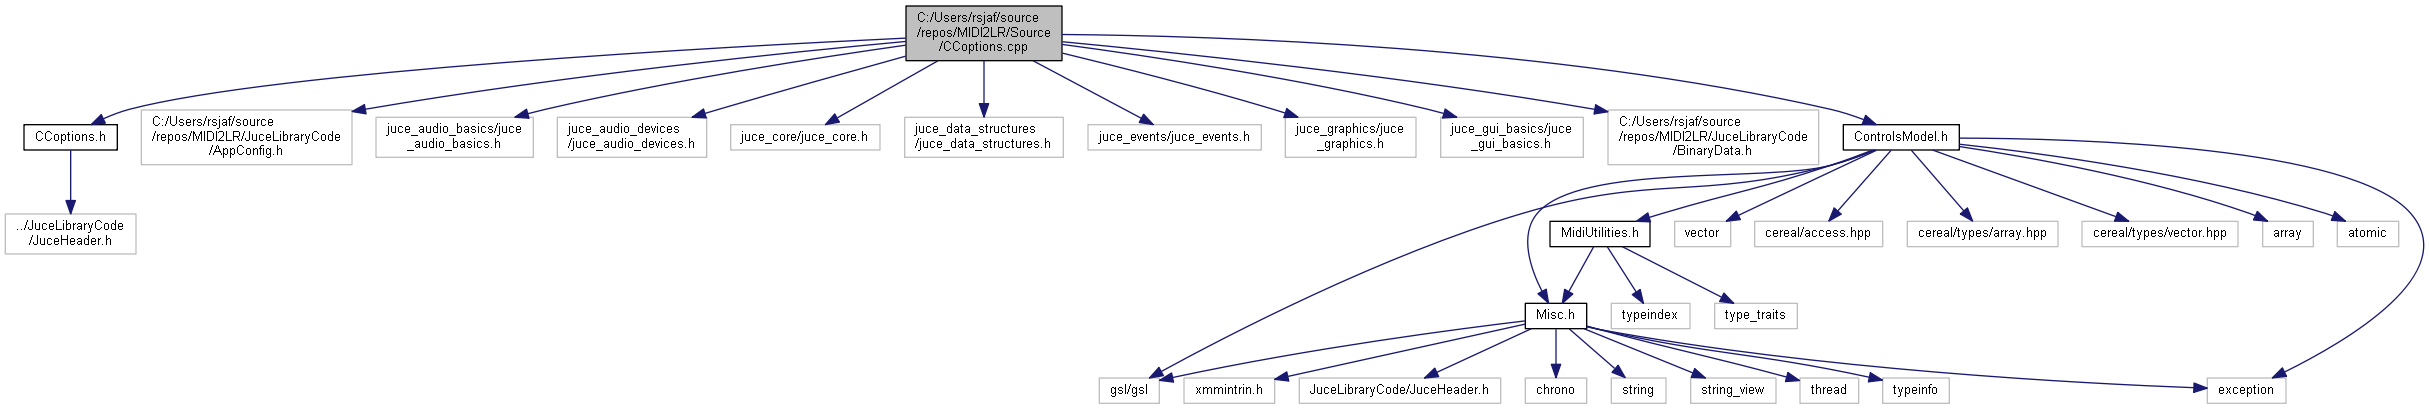 C:/Users/rsjaf/source
/repos/MIDI2LR/Source
/CCoptions.cpp
CCoptions.h
C:/Users/rsjaf/source
/repos/MIDI2LR/JuceLibraryCode
/AppConfig.h
juce_audio_basics/juce
_audio_basics.h
juce_audio_devices
/juce_audio_devices.h
juce_core/juce_core.h
juce_data_structures
/juce_data_structures.h
juce_events/juce_events.h
juce_graphics/juce
_graphics.h
juce_gui_basics/juce
_gui_basics.h
C:/Users/rsjaf/source
/repos/MIDI2LR/JuceLibraryCode
/BinaryData.h
ControlsModel.h
../JuceLibraryCode
/JuceHeader.h
MidiUtilities.h
vector
cereal/access.hpp
cereal/types/array.hpp
cereal/types/vector.hpp
array
atomic
Misc.h
typeindex
type_traits
gsl/gsl
xmmintrin.h
JuceLibraryCode/JuceHeader.h
chrono
string
string_view
thread
typeinfo
exception